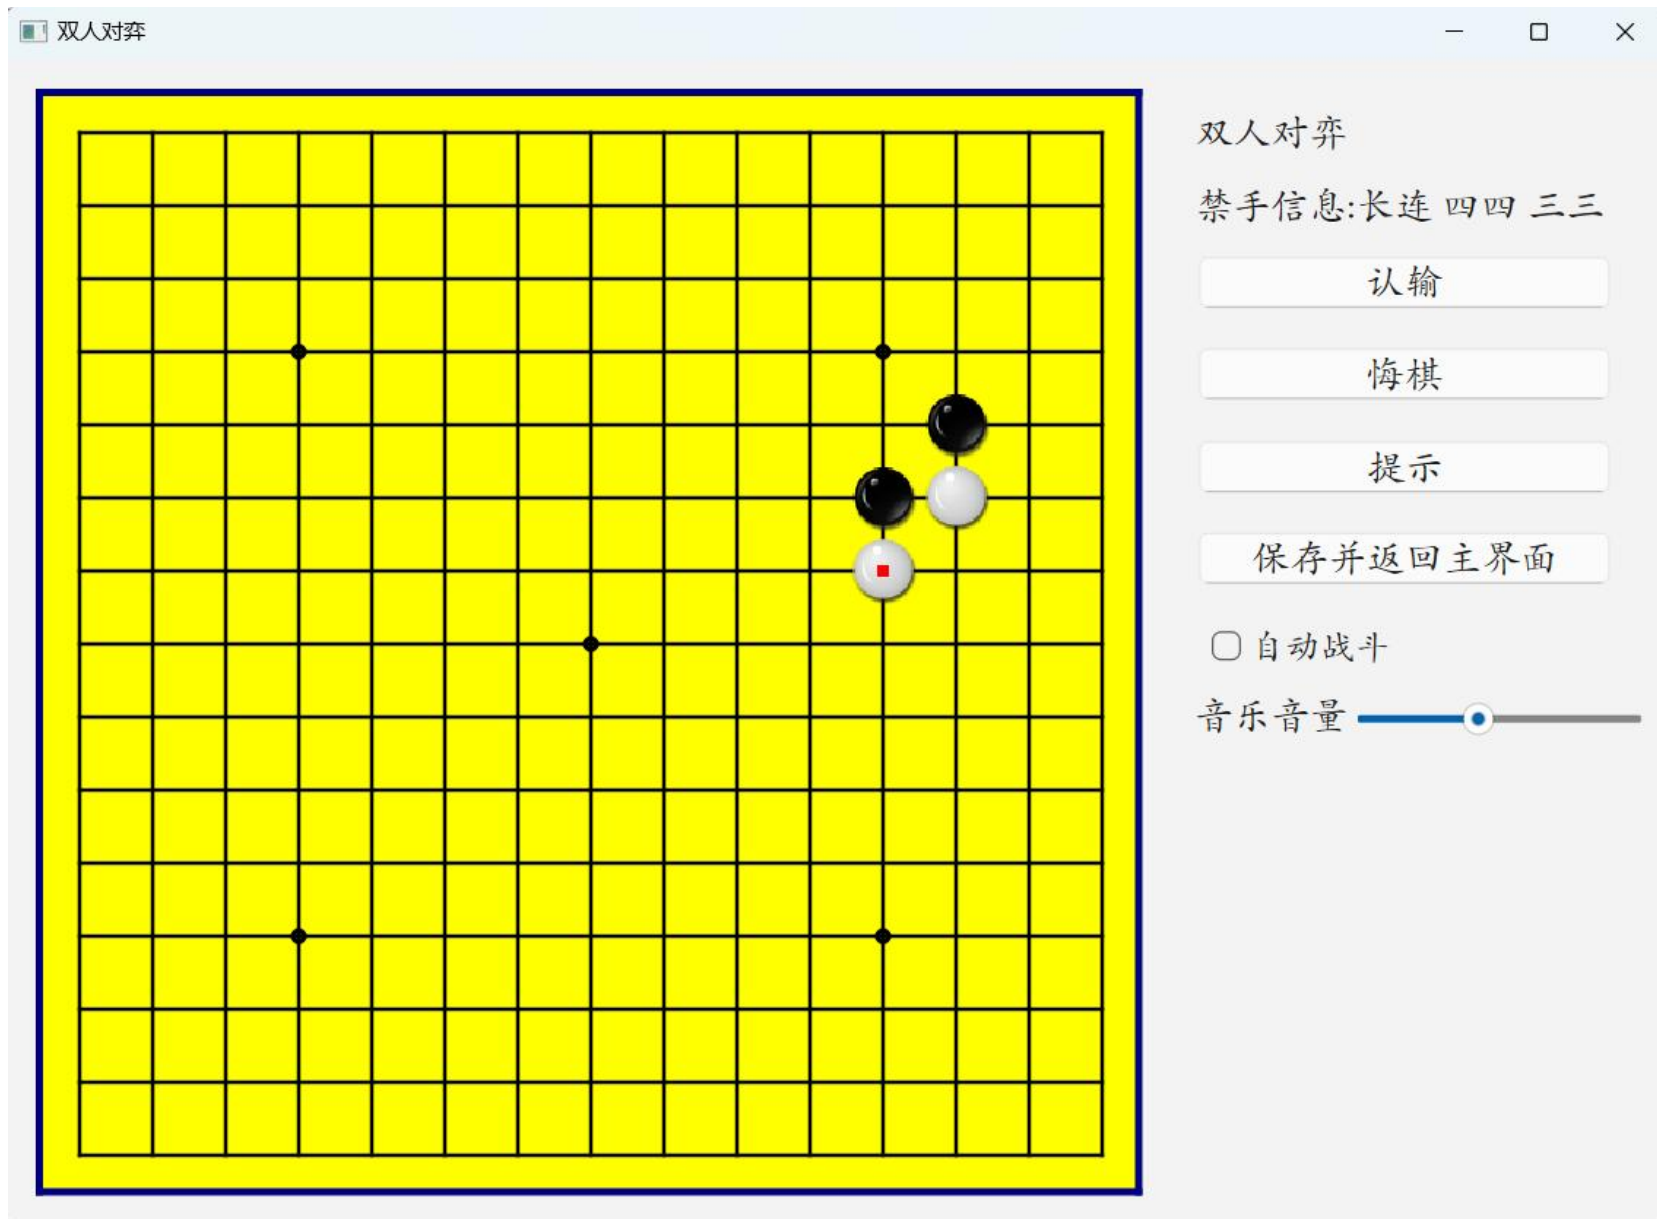 双人对弈
双人对弈
禁手信息:长连 四四 三三
认输
悔棋
提示
保存并返回主界面
自动战斗
音乐音量